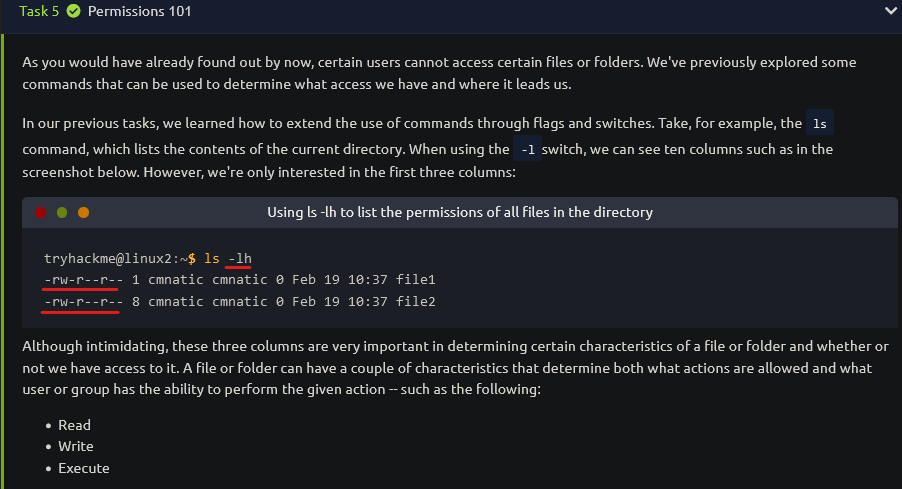 Task 5 Permissions 101
As you would have already found out by now, certain users cannot access certain files or folders. We've previously explored some
commands that can be used to determine what access we have and where it leads us.
In our previous tasks, we learned how to extend the use of commands through flags and switches. Take, for example, the ls
command, which lists the contents of the current directory. When using the -l switch, we can see ten columns such as in the
screenshot below. However, we're only interested in the first three columns:
Using ls -lh to list the permissions of all files in the directory
tryhackme@linux2:~$ ls -lh
-rw-r--r-- 1 cmnatic cmnatic 0 Feb 19 10:37 file1
-rw-r--r-- 8 cmnatic cmnatic 0 Feb 19 10:37 file2
Although intimidating, these three columns are very important in determining certain characteristics of a file or folder and whether or
not we have access to it. A file or folder can have a couple of characteristics that determine both what actions are allowed and what
user or group has the ability to perform the given action -- such as the following:
• Read
• Write
• Execute